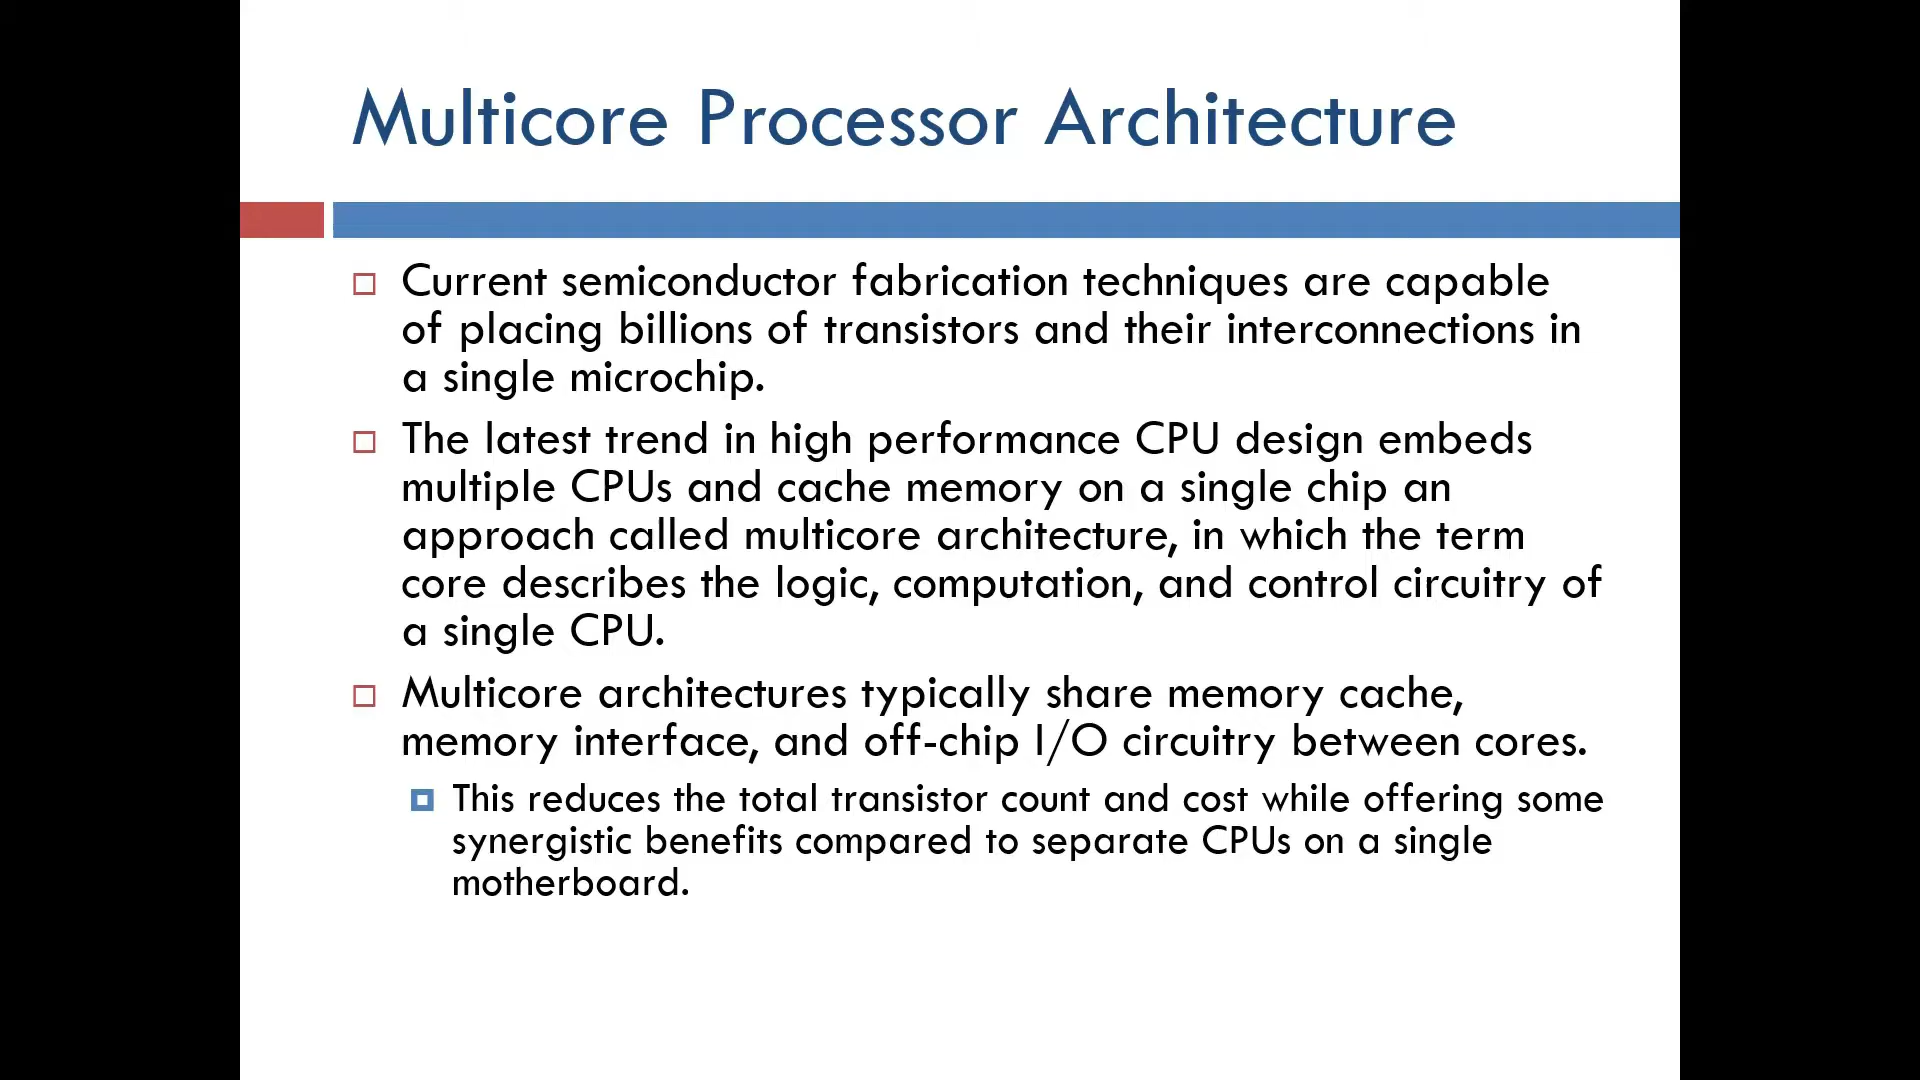 Multicore Processor Architecture
Current semiconductor fabrication techniques are capable
of placing billions of transistors and their interconnections in
a single microchip.
The latest trend in high performance CPU design embeds
multiple CPUs and cache memory on a single chip an
approach called multicore architecture, in which the term
core describes the logic, computation, and control circuitry of
a single CPU.
Multicore architectures typically share memory cache,
memory interface, and off-chip I/O circuitry between cores.
This reduces the total transistor count and cost while offering some
synergistic benefits compared to separate CPUs on a single
motherboard.